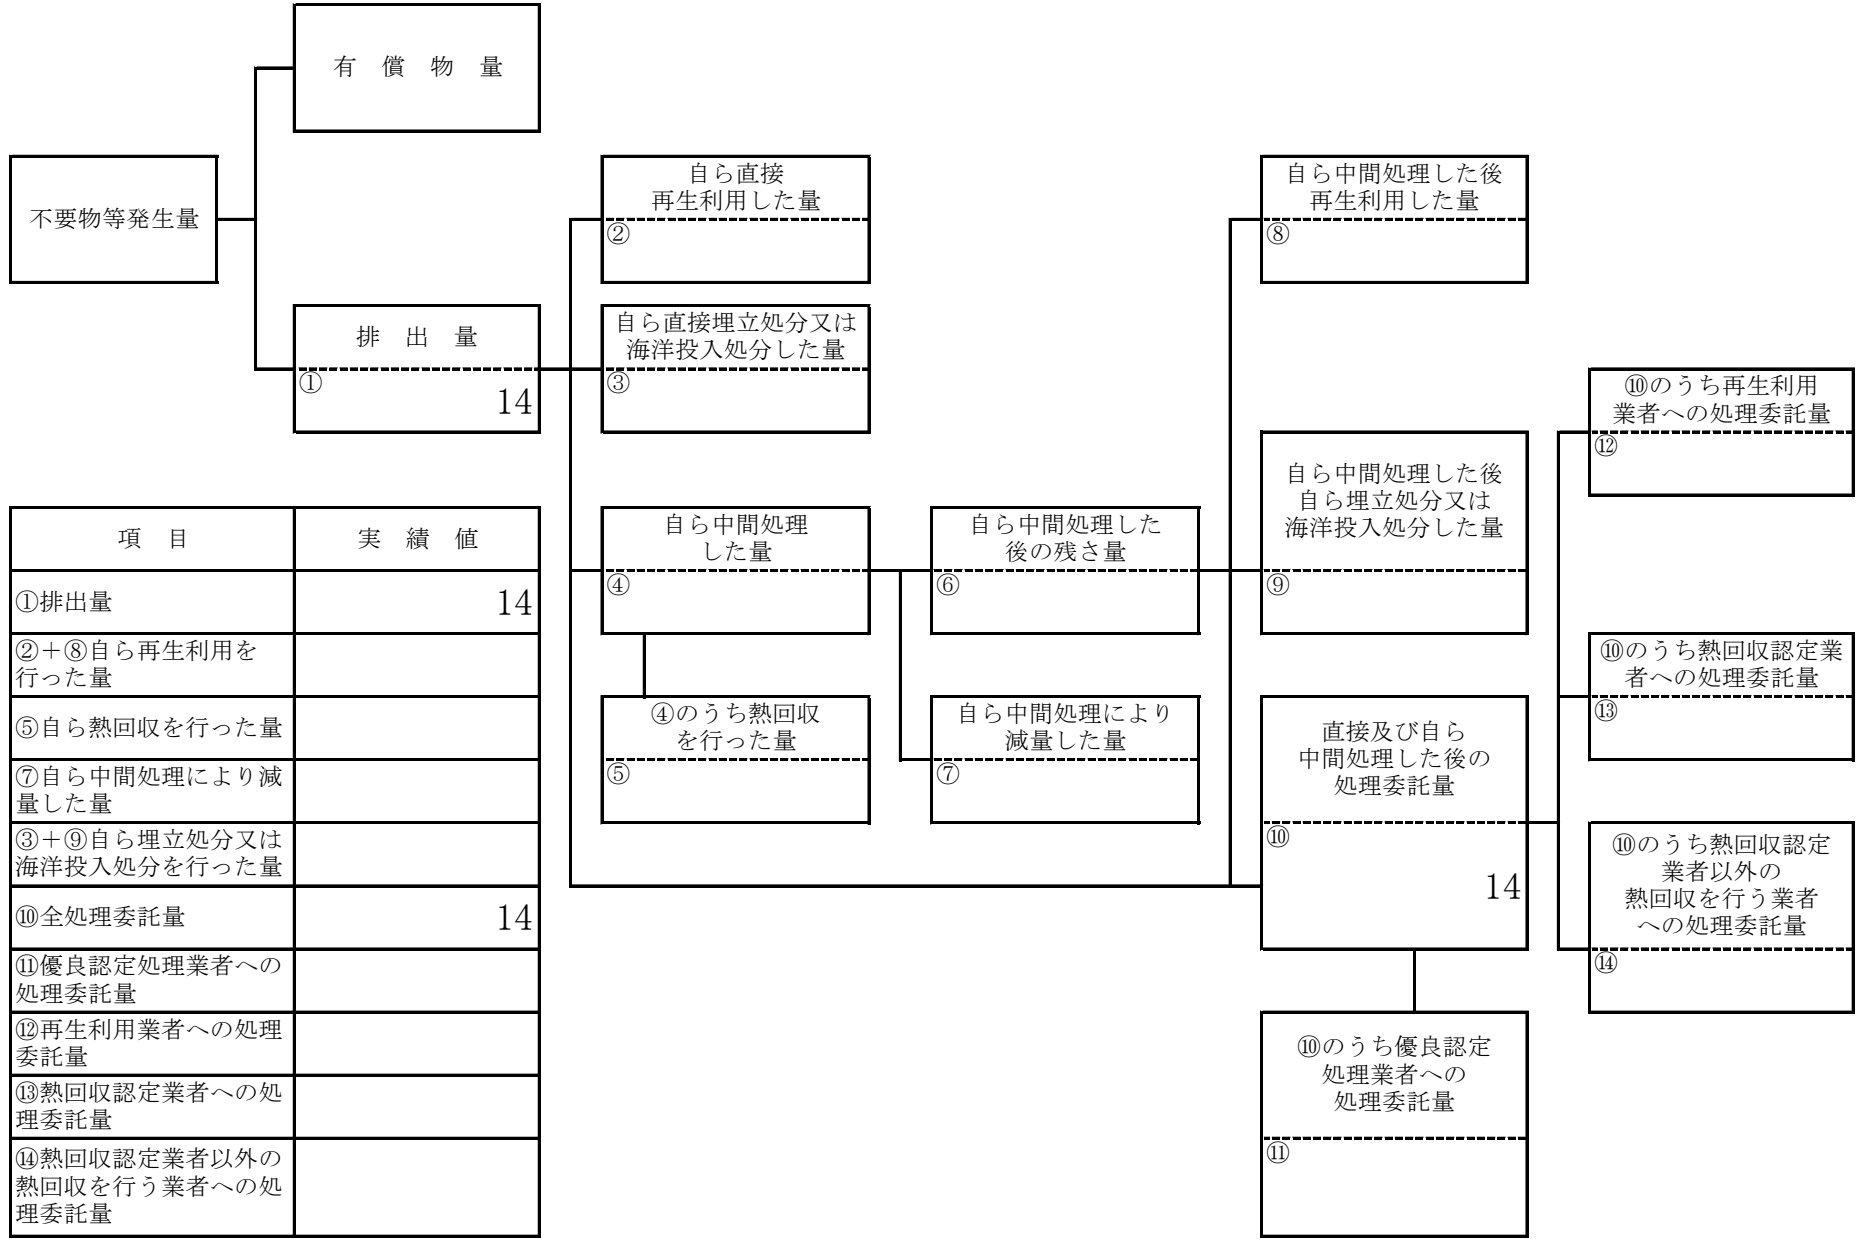 有 償 物 量
不要物等発生量
排 出 量
①
14
自ら直接
再生利用した量
②
自ら直接埋立処分又は
海洋投入処分した量
③
自ら中間処理
した量
④
④のうち熱回収
を行った量
⑤
自ら中間処理した
後の残さ量
⑥
自ら中間処理により
減量した量
⑦
自ら中間処理した後
再生利用した量
⑧
自ら中間処理した後
自ら埋立処分又は
海洋投入処分した量
⑨
直接及び自ら
中間処理した後の
処理委託量
⑩
14
⑩のうち優良認定
処理業者への
処理委託量
⑪
⑩のうち再生利用
業者への処理委託量
⑫
⑩のうち熱回収認定業
者への処理委託量
⑬
⑩のうち熱回収認定
業者以外の
熱回収を行う業者
への処理委託量
⑭
項 目 実 績 値
①排出量 14
②＋⑧自ら再生利用を
行った量
⑤自ら熱回収を行った量
⑦自ら中間処理により減
量した量
③＋⑨自ら埋立処分又は
海洋投入処分を行った量
⑩全処理委託量 14
⑪優良認定処理業者への
処理委託量
⑫再生利用業者への処理
委託量
⑬熱回収認定業者への処
理委託量
⑭熱回収認定業者以外の
熱回収を行う業者への処
理委託量